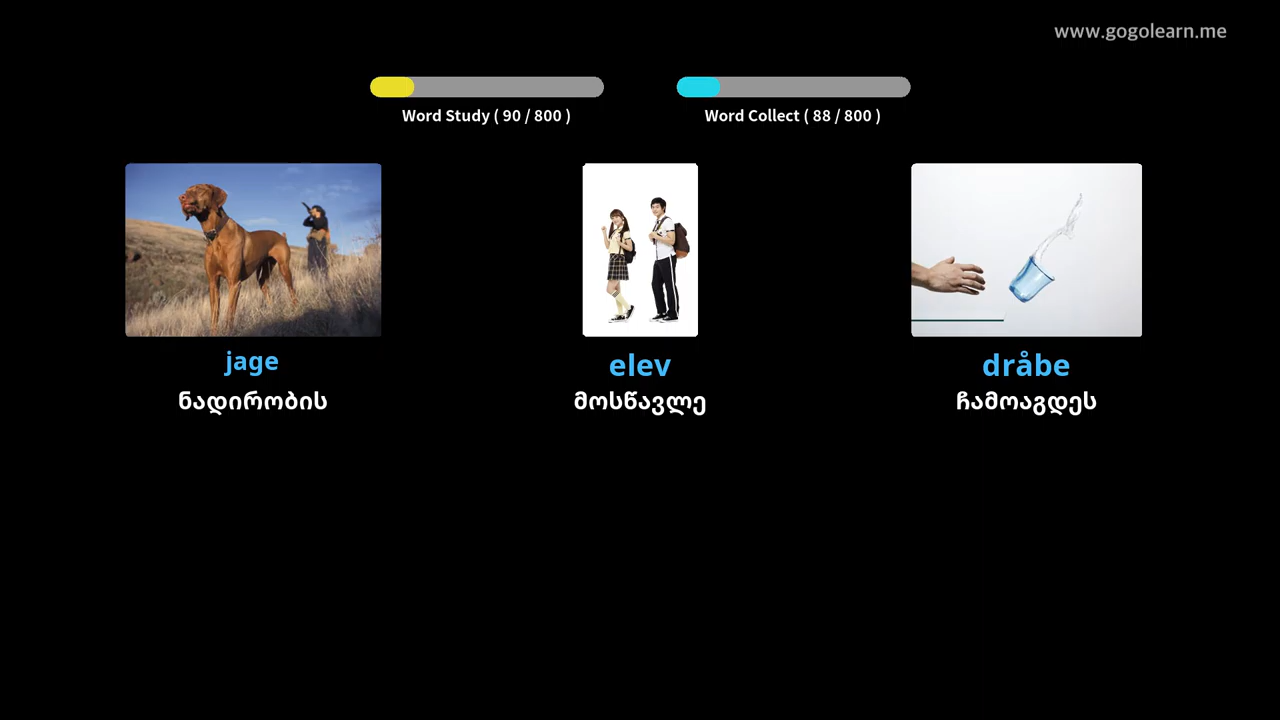 www.gogolearn.me
Word Study ( 90 / 800 )
Word Collect ( 88 / 800 )
jage
ნადირობის
elev
მოსწავლე
dråbe
ჩამოაგდეს